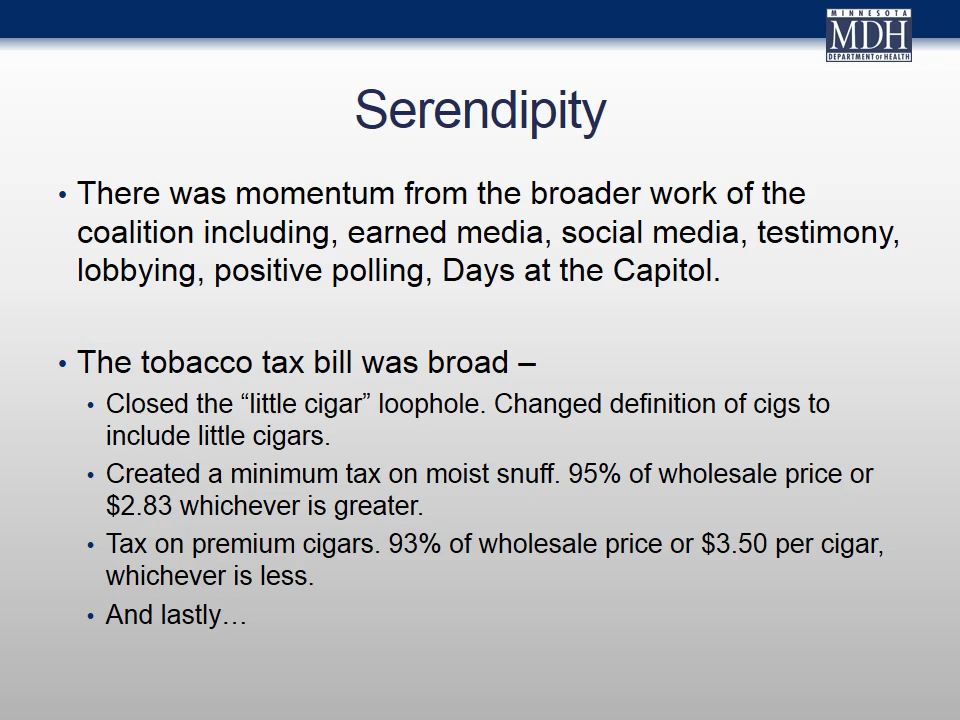 MINNESOTA
MDH
DEPARTMENT OF HEALTH
Serendipity
• There was momentum from the broader work of the
coalition including, earned media, social media, testimony,
lobbying, positive polling, Days at the Capitol.
• The tobacco tax bill was broad –
• Closed the “little cigar” loophole. Changed definition of cigs to
include little cigars.
• Created a minimum tax on moist snuff. 95% of wholesale price or
$2.83 whichever is greater.
• Tax on premium cigars. 93% of wholesale price or $3.50 per cigar,
whichever is less.
• And lastly…